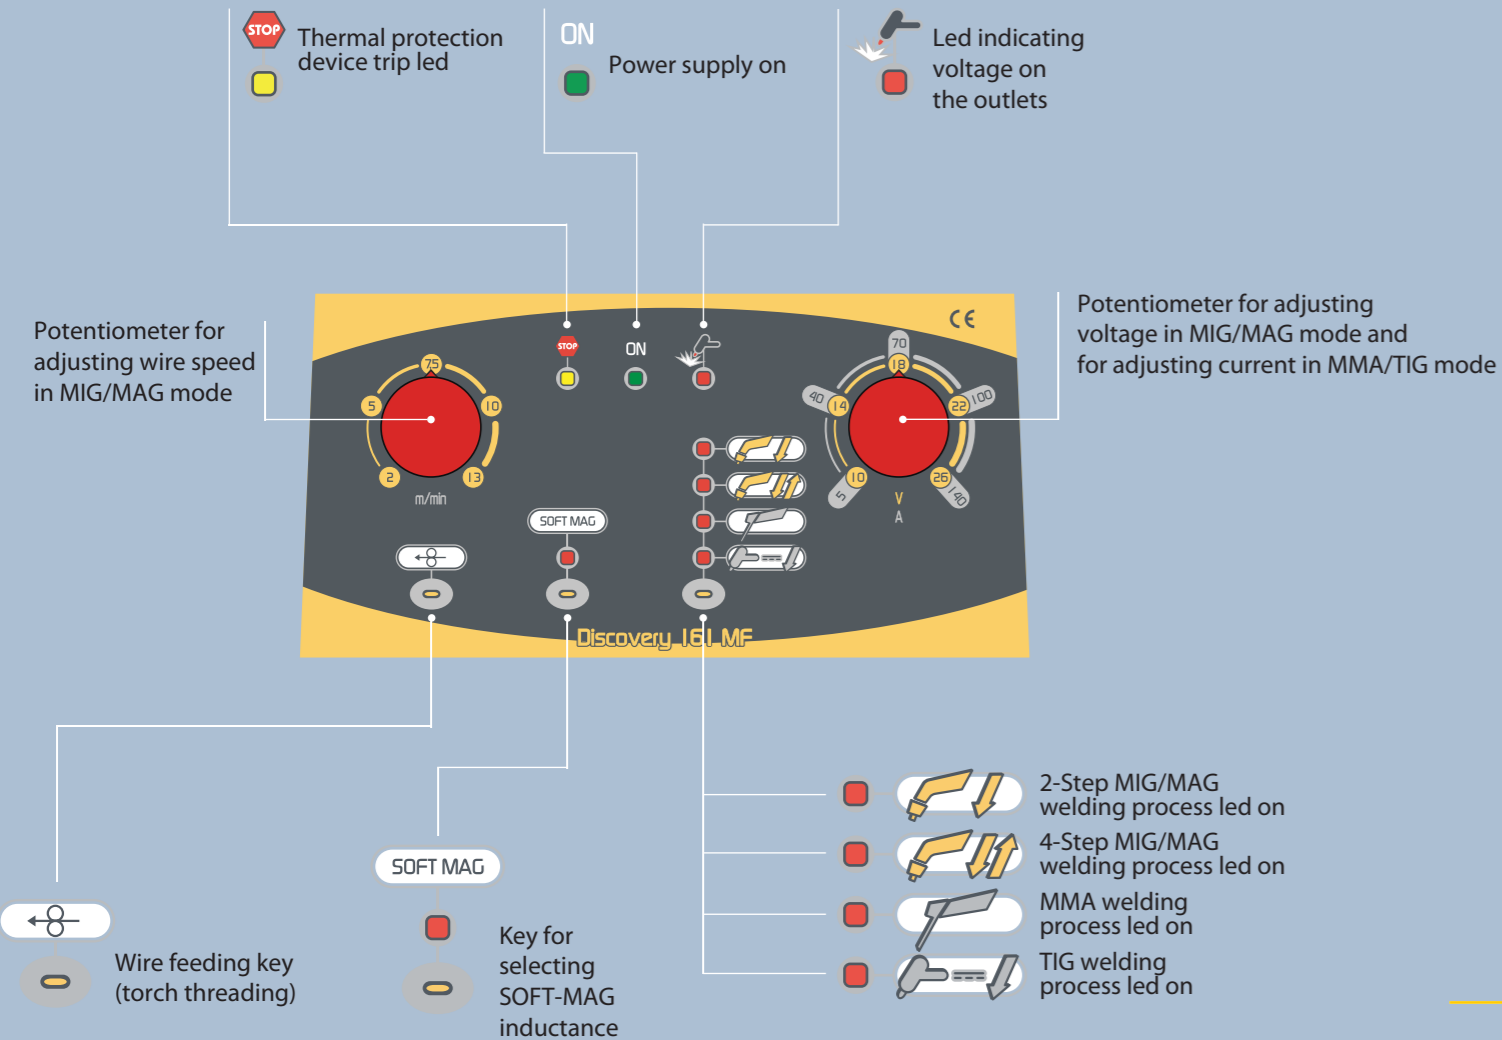 STOP
Thermal protection
device trip led
ON
Power supply on
Led indicating
voltage on
the outlets
Potentiometer for
adjusting wire speed
in MIG/MAG mode
Potentiometer for adjusting
voltage in MIG/MAG mode and
for adjusting current in MMA/TIG mode
CE
STOP
ON
2
5
7.5
10
13
m/min
5
40
70
100
140
10
14
18
22
26
V
A
SOFT MAG
Discovery 161 MF
SOFT MAG
Wire feeding key
(torch threading)
Key for
selecting
SOFT-MAG
inductance
2-Step MIG/MAG
welding process led on
4-Step MIG/MAG
welding process led on
MMA welding
process led on
TIG welding
process led on